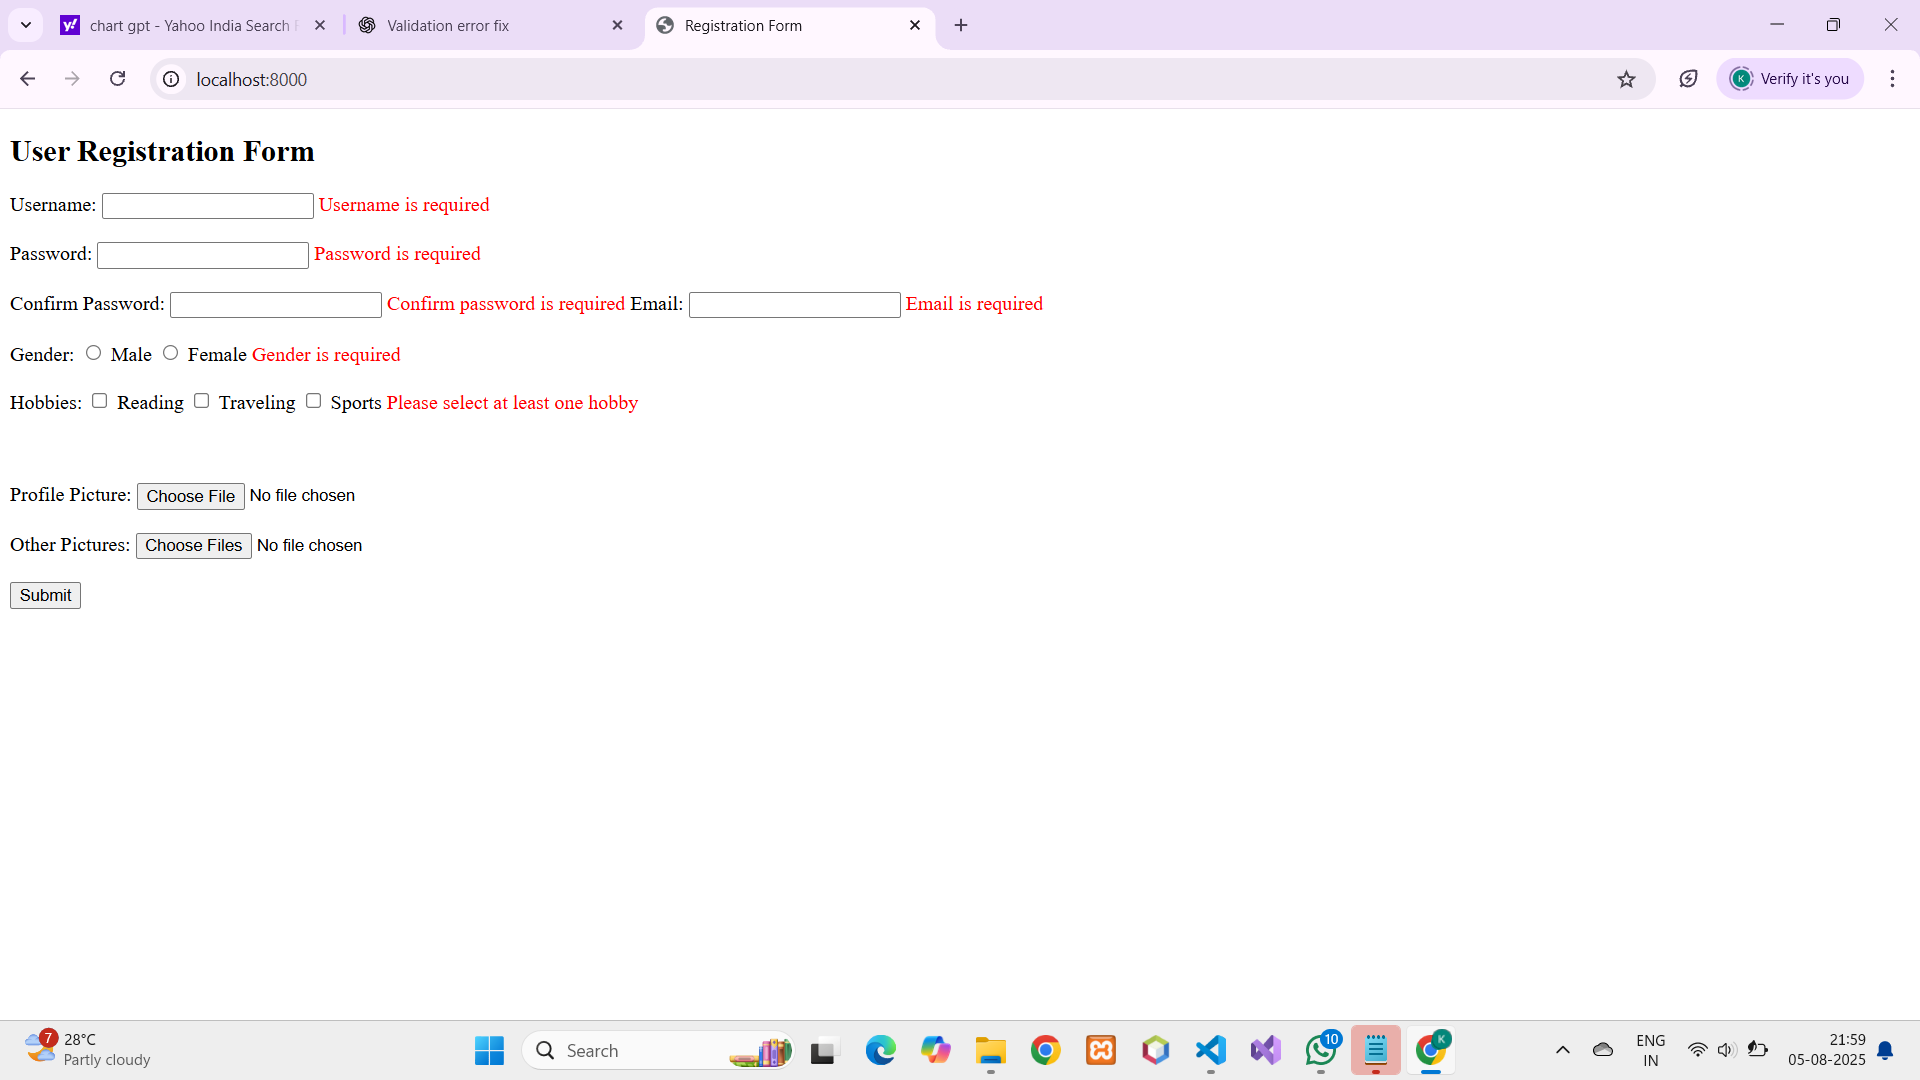 chart gpt - Yahoo India Search
Validation error fix
Registration Form
localhost:8000
K
Verify it's you
User Registration Form
Username: Username is required
Password: Password is required
Confirm Password: Confirm password is required Email: Email is required
Gender: Male Female Gender is required
Hobbies: Reading Traveling Sports Please select at least one hobby
Profile Picture: Choose File No file chosen
Other Pictures: Choose Files No file chosen
Submit
7
28°C
Partly cloudy
Search
10
K
ENG
IN
21:59
05-08-2025